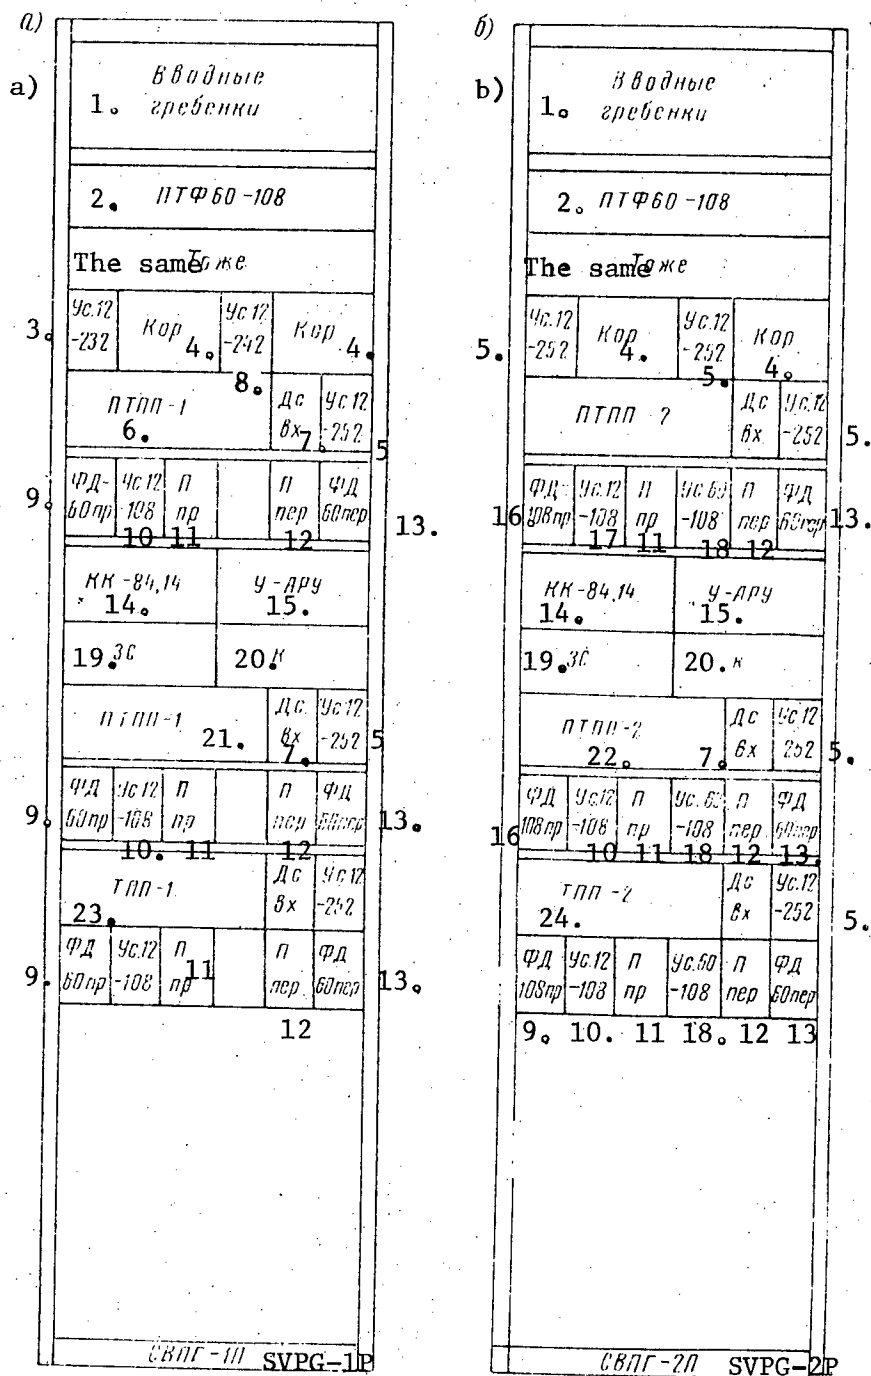 а)
a)
Вводные
1. гребенки
2. ПТФ60-108
The same То же
3.
Ус.12 Кор Ус.12 Кор
-232 4. -242 4.
8.
ПТПП-1 Дс Ус.12
6. вх 7. -252 5
9.
ФД- Ус.12 П П ФД
60пр -108 пр пер 60пер
10 11 12 13.
КК-84,14 У-АРУ
14. 15.
19. ЗС 20. К
ПТПП-1 Дс Ус.12
21. вх 7. -252 5
9.
ФД Ус.12 П П ФД
60пр -108 пр пер 60пер
10. 11 12 13.
ТПП-1 Дс Ус.12
23. вх -252
9.
ФД Ус.12 П П ФД
60пр -108 пр 11 пер 60пер
13.
12
СВПГ-1П SVPG-1P
б)
b)
Вводные
1. гребенки
2. ПТФ60-108
The same То же
5.
Ус.12 Кор Ус.12 Кор
-252 4. -252 4.
5.
ПТПП-2 Дс Ус.12
вх -252 5.
16.
ФД- Ус.12 П Ус.60 П ФД
108пр -108 пр -108 пер 60пер
17 11 18 12 13.
КК-84,14 У-АРУ
14. 15.
19. ЗС 20. К
ПТПП-2 Дс Ус.12
22. 7. вх 252 5.
16
ФД Ус.12 П Ус.60 П ФД
108пр -108 пр -108 пер 60пер
10 11 18 12 13.
ТПП-2 Дс Ус.12
24. вх -252 5.
ФД Ус.12 П Ус.60 П ФД
108пр -108 пр -108 пер 60пер
9. 10. 11 18. 12 13
СВПГ-2П SVPG-2P